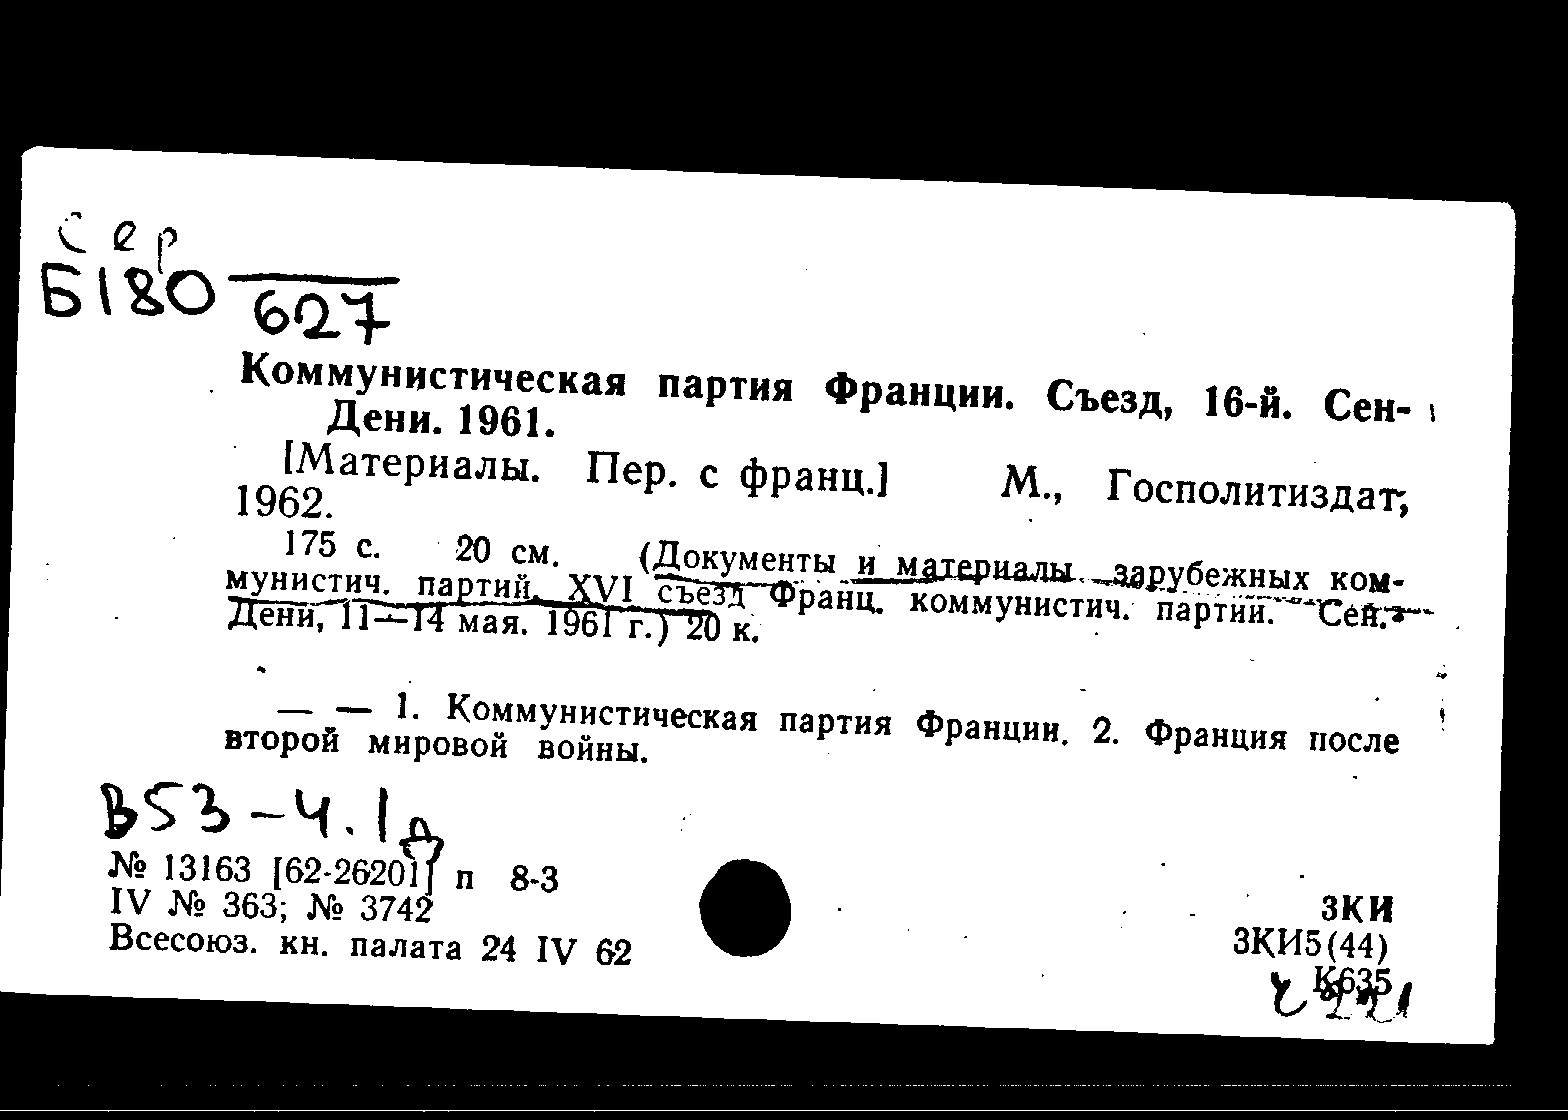 Сер
Б180
627
Коммунистическая партия Франции. Съезд, 16-й. Сен-
Дени. 1961.
[Материалы. Пер. с франц.] М., Госполитиздат,
1962.
175 с. 20 см. (Документы и материалы зарубежных ком-
мунистич. партий. XVI съезд Франц. коммунистич. партии. Сен.-
Дени, 11—14 мая. 1961 г.) 20 к.
— — 1. Коммунистическая партия Франции. 2. Франция после
второй мировой войны.
В53-4.1д
№ 13163 [62-26201] п 8-3
IV № 363; № 3742
Всесоюз. кн. палата 24 IV 62
3КИ
3КИ5(44)
К635